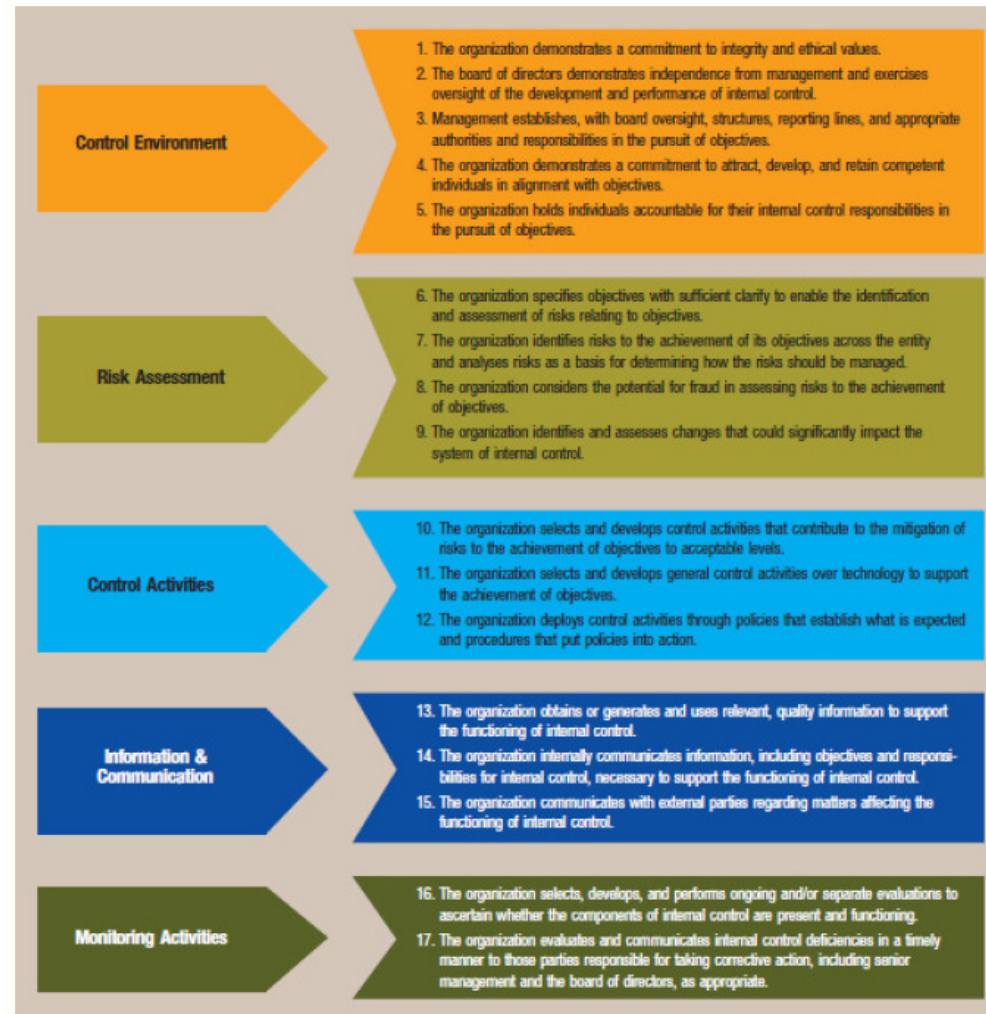 Control Environment
1. The organization demonstrates a commitment to integrity and ethical values.
2. The board of directors demonstrates independence from management and exercises
oversight of the development and performance of internal control.
3. Management establishes, with board oversight, structures, reporting lines, and appropriate
authorities and responsibilities in the pursuit of objectives.
4. The organization demonstrates a commitment to attract, develop, and retain competent
individuals in alignment with objectives.
5. The organization holds individuals accountable for their internal control responsibilities in
the pursuit of objectives.
Risk Assessment
6. The organization specifies objectives with sufficient clarify to enable the identification
and assessment of risks relating to objectives.
7. The organization identifies risks to the achievement of its objectives across the entity
and analyses risks as a basis for determining how the risks should be managed.
8. The organization considers the potential for fraud in assessing risks to the achievement
of objectives.
9. The organization identifies and assesses changes that could significantly impact the
system of internal control.
Control Activities
10. The organization selects and develops control activities that contribute to the mitigation of
risks to the achievement of objectives to acceptable levels.
11. The organization selects and develops general control activities over technology to support
the achievement of objectives.
12. The organization deploys control activities through policies that establish what is expected
and procedures that put policies into action.
Information &
Communication
13. The organization obtains or generates and uses relevant, quality information to support
the functioning of internal control.
14. The organization internally communicates information, including objectives and responsi-
bilities for internal control, necessary to support the functioning of internal control.
15. The organization communicates with external parties regarding matters affecting the
functioning of internal control.
Monitoring Activities
16. The organization selects, develops, and performs ongoing and/or separate evaluations to
ascertain whether the components of internal control are present and functioning.
17. The organization evaluates and communicates internal control deficiencies in a timely
manner to those parties responsible for taking corrective action, including senior
management and the board of directors, as appropriate.